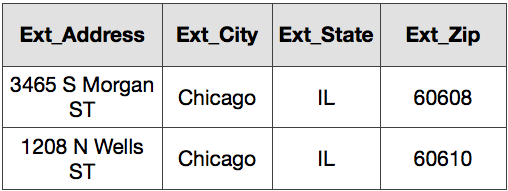 Ext_Address Ext_City Ext_State Ext_Zip
3465 S Morgan
ST Chicago IL 60608
1208 N Wells
ST Chicago IL 60610